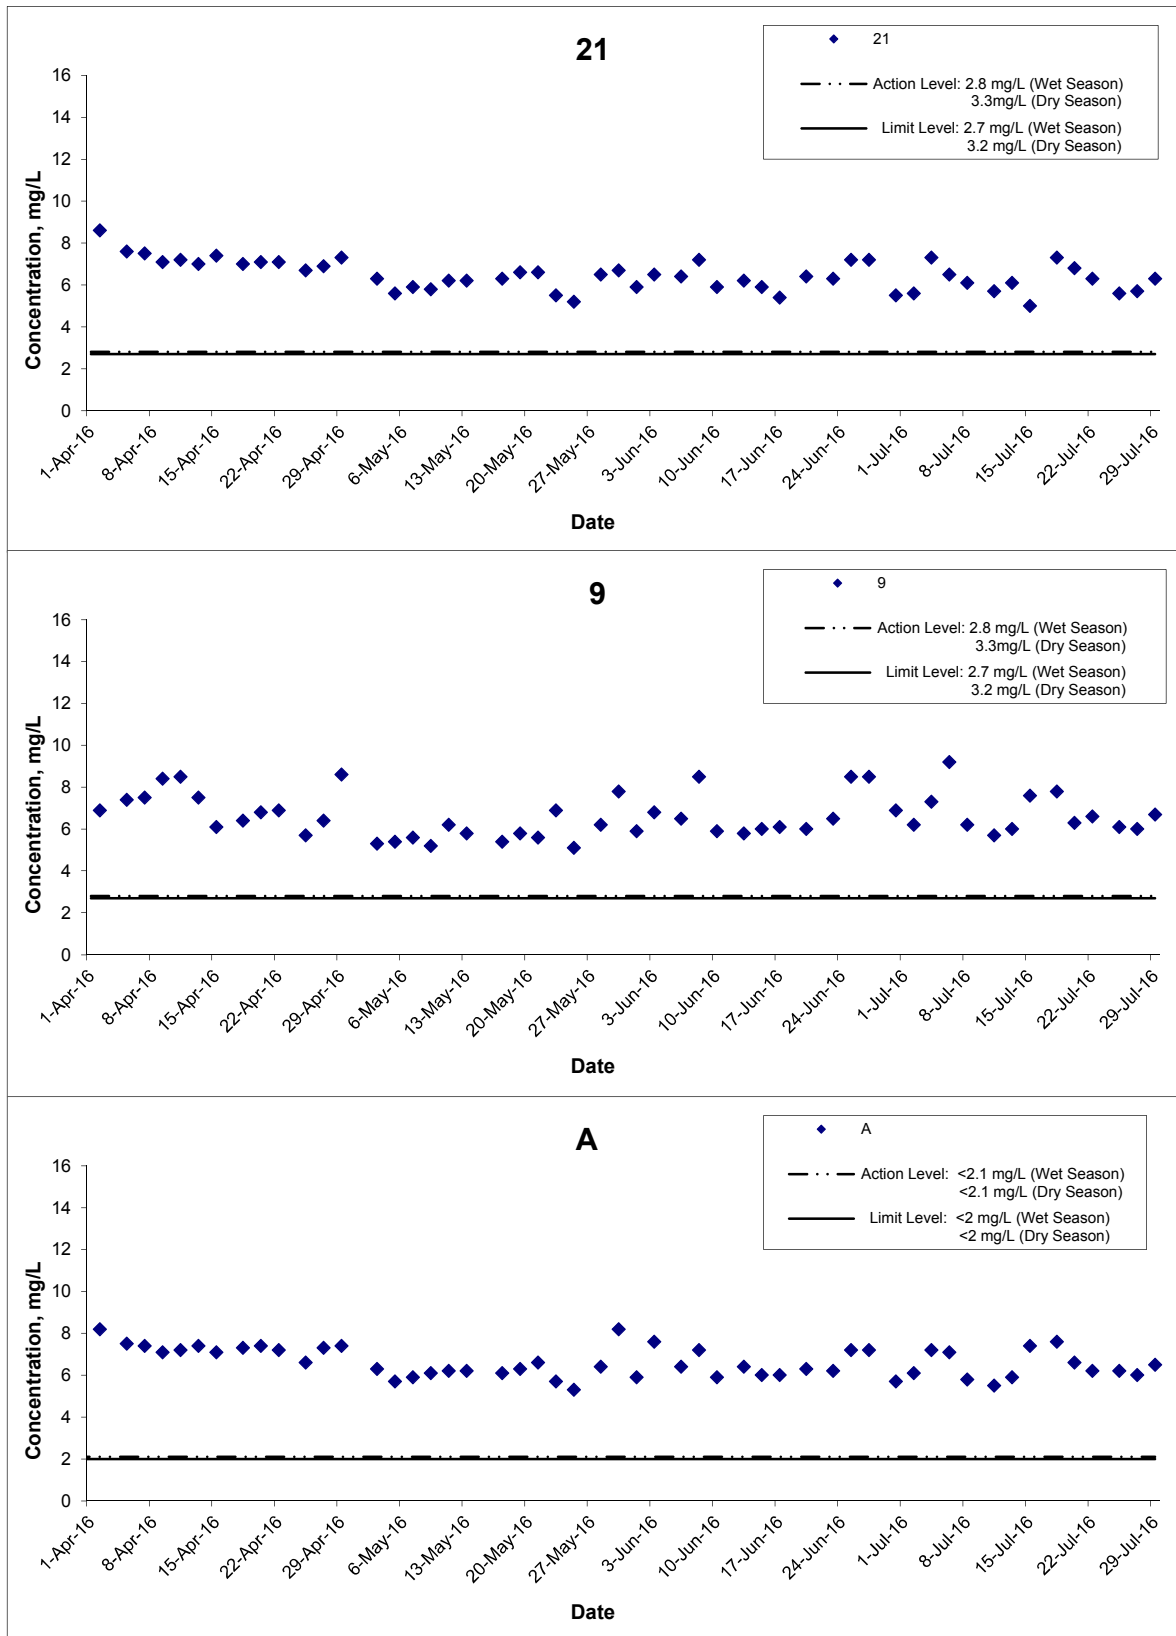 21
21
Action Level: 2.8 mg/L (Wet Season)
3.3mg/L (Dry Season)
Limit Level: 2.7 mg/L (Wet Season)
3.2 mg/L (Dry Season)
Concentration, mg/L
16
14
12
10
8
6
4
2
0
1-Apr-16
8-Apr-16
15-Apr-16
22-Apr-16
29-Apr-16
6-May-16
13-May-16
20-May-16
27-May-16
3-Jun-16
10-Jun-16
17-Jun-16
24-Jun-16
1-Jul-16
8-Jul-16
15-Jul-16
22-Jul-16
29-Jul-16
Date
9
9
Action Level: 2.8 mg/L (Wet Season)
3.3mg/L (Dry Season)
Limit Level: 2.7 mg/L (Wet Season)
3.2 mg/L (Dry Season)
Concentration, mg/L
16
14
12
10
8
6
4
2
0
1-Apr-16
8-Apr-16
15-Apr-16
22-Apr-16
29-Apr-16
6-May-16
13-May-16
20-May-16
27-May-16
3-Jun-16
10-Jun-16
17-Jun-16
24-Jun-16
1-Jul-16
8-Jul-16
15-Jul-16
22-Jul-16
29-Jul-16
Date
A
A
Action Level: <2.1 mg/L (Wet Season)
<2.1 mg/L (Dry Season)
Limit Level: <2 mg/L (Wet Season)
<2 mg/L (Dry Season)
Concentration, mg/L
16
14
12
10
8
6
4
2
0
1-Apr-16
8-Apr-16
15-Apr-16
22-Apr-16
29-Apr-16
6-May-16
13-May-16
20-May-16
27-May-16
3-Jun-16
10-Jun-16
17-Jun-16
24-Jun-16
1-Jul-16
8-Jul-16
15-Jul-16
22-Jul-16
29-Jul-16
Date